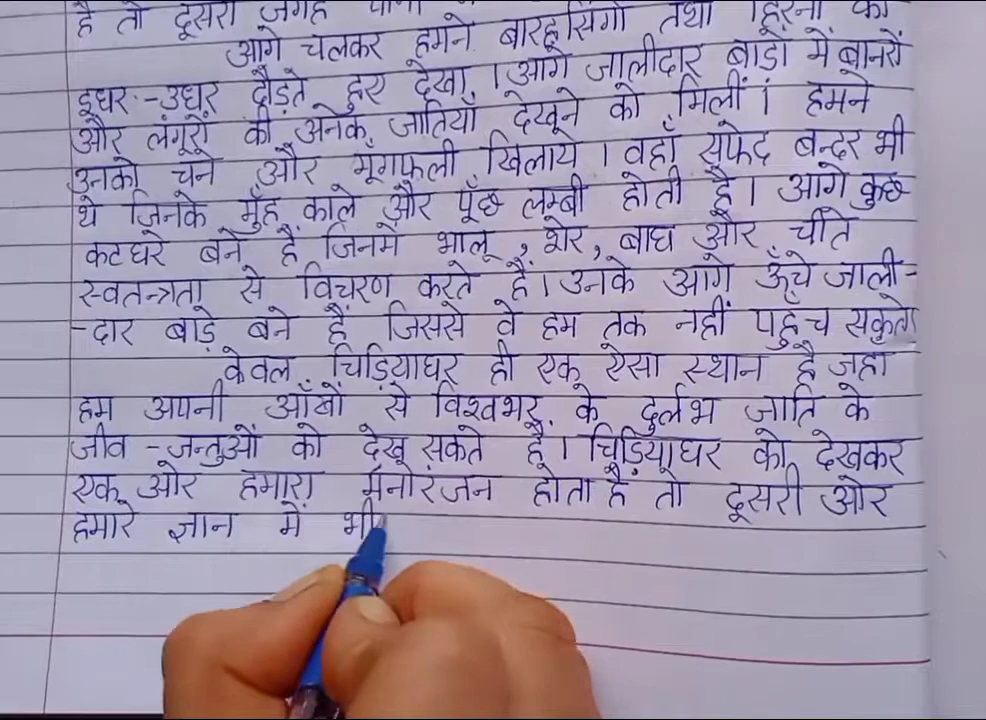 है तो दूसरी जगह
आगे चलकर हमने बारहसिंगों तथा हिरनों को
इधर-उधर दौड़ते हुए देखा। आगे जालीदार बाडों में बानरों
और लंगूरों की अनेक जातियाँ देखने को मिलीं। हमने
उनको चने और मूँगफली खिलाये। वहाँ सफेद बन्दर भी
थे जिनके मुँह काले और पूँछ लम्बी होती है। आगे कुछ
कटघरे बने हैं जिनमें भालू, शेर, बाघ और चीते
स्वतन्त्रता से विचरण करते हैं। उनके आगे ऊँचे जाली-
-दार बाड़े बने हैं जिससे वे हम तक नहीं पहुँच सकते
केवल चिड़ियाघर ही एक ऐसा स्थान है जहाँ
हम अपनी आँखों से विश्वभर के दुर्लभ जाति के
जीव-जन्तुओं को देख सकते हैं। चिड़ियाघर को देखकर
एक ओर हमारा मनोरंजन होता है तो दूसरी ओर
हमारे ज्ञान में भी